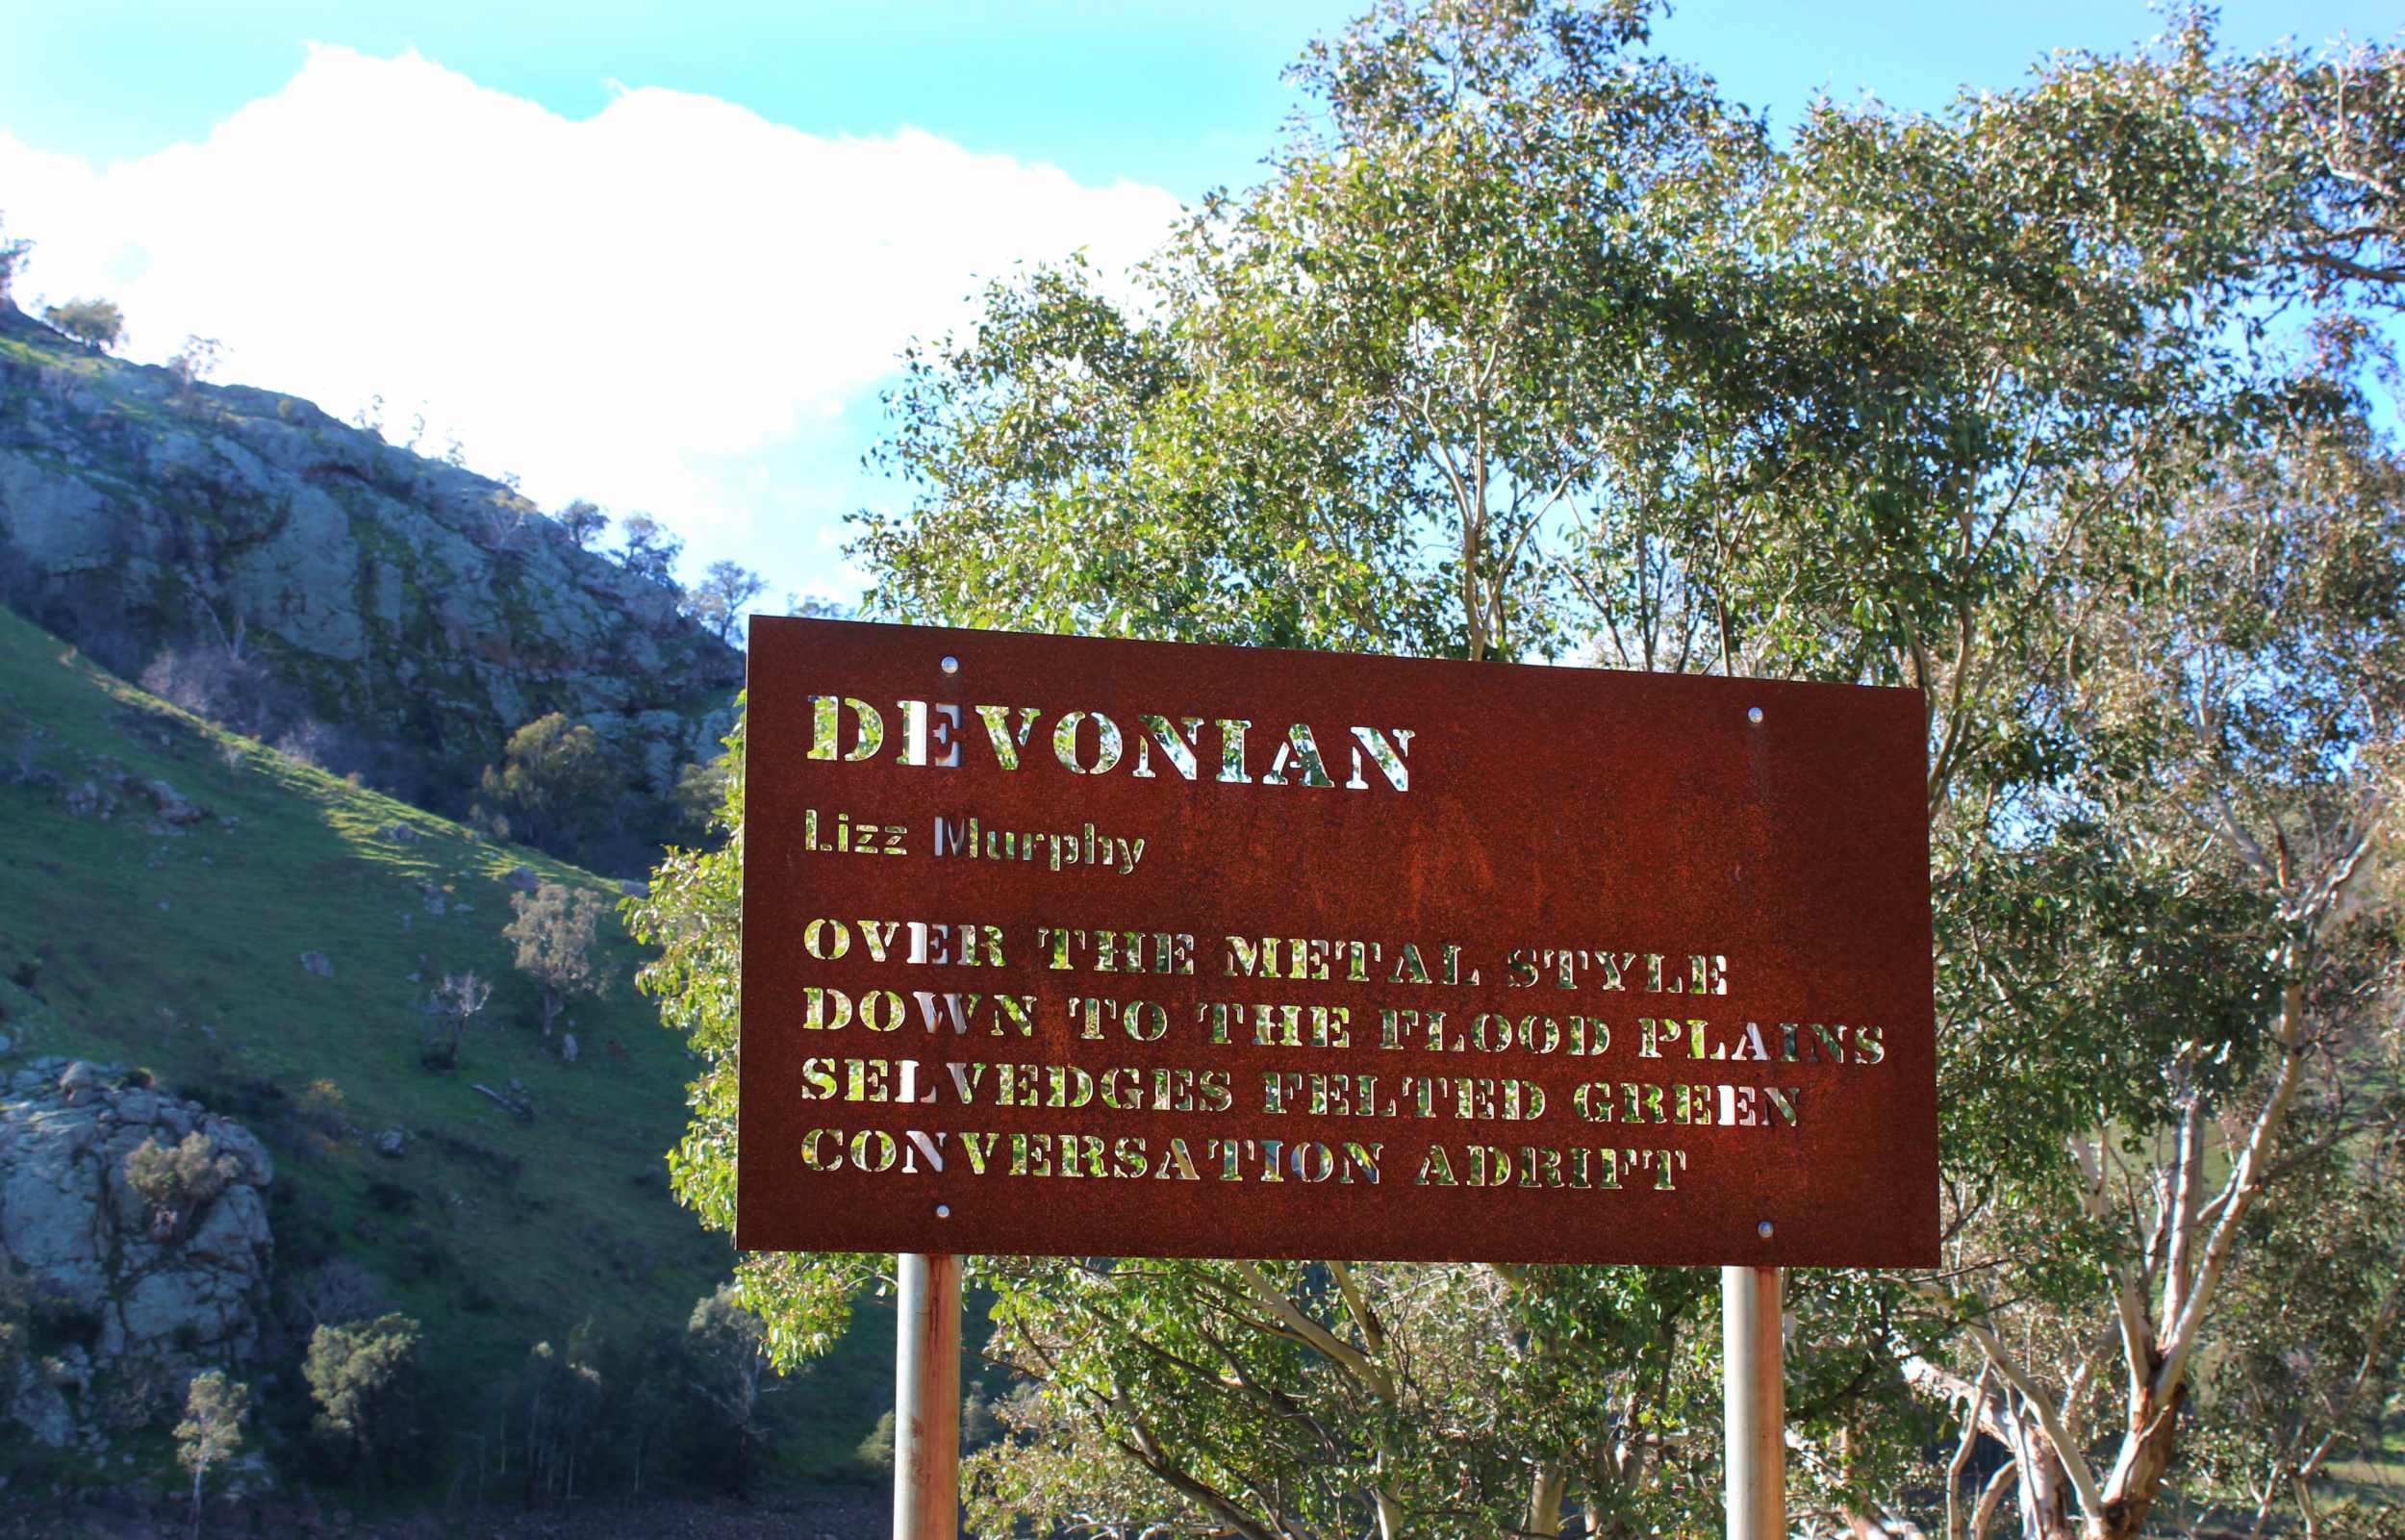 DEVONIAN
Lizz Murphy
OVER THE METAL STYLE
DOWN TO THE FLOOD PLAINS
SELVEDGES FELTED GREEN
CONVERSATION ADRIFT